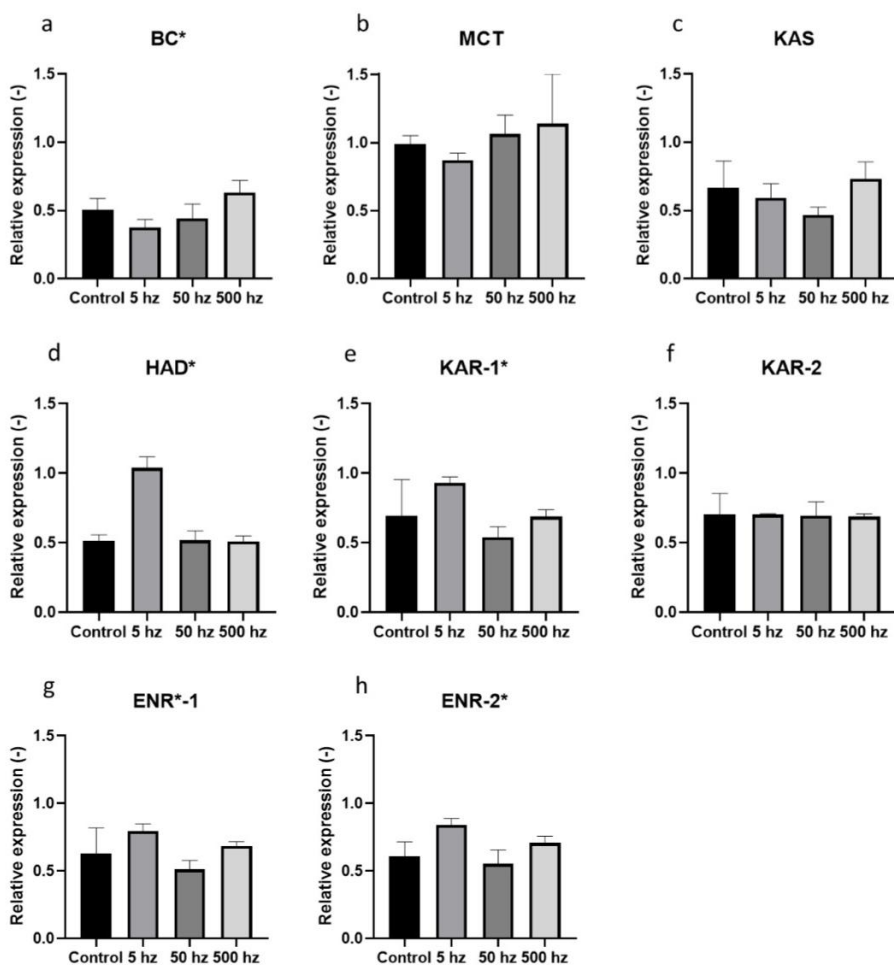 a
BC*
Relative expression (-)
1.5
1.0
0.5
0.0
Control 5 hz 50 hz 500 hz
b
MCT
Relative expression (-)
1.5
1.0
0.5
0.0
Control 5 hz 50 hz 500 hz
c
KAS
Relative expression (-)
1.5
1.0
0.5
0.0
Control 5 hz 50 hz 500 hz
d
HAD*
Relative expression (-)
1.5
1.0
0.5
0.0
Control 5 hz 50 hz 500 hz
e
KAR-1*
Relative expression (-)
1.5
1.0
0.5
0.0
Control 5 hz 50 hz 500 hz
f
KAR-2
Relative expression (-)
1.5
1.0
0.5
0.0
Control 5 hz 50 hz 500 hz
g
ENR*-1
Relative expression (-)
1.5
1.0
0.5
0.0
Control 5 hz 50 hz 500 hz
h
ENR-2*
Relative expression (-)
1.5
1.0
0.5
0.0
Control 5 hz 50 hz 500 hz